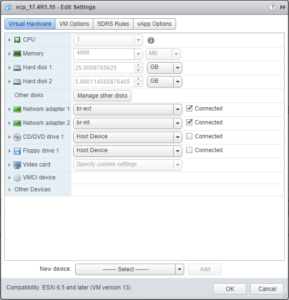 vcp_17.4R1.16 - Edit Settings
Virtual Hardware VM Options SDRS Rules vApp Options
CPU 1
Memory 4096 MB
Hard disk 1 25.0009765625 GB
Hard disk 2 GB
Other disks Manage other disks
Network adapter 1 br-ext Connected
Network adapter 2 br-int Connected
CD/DVD drive 1 Host Device Connected
Floppy drive 1 Host Device Connected
Video card Specify custom settings
VMCI device
Other Devices
New device: ------- Select ------- Add
Compatibility: ESXi 6.5 and later (VM version 13) OK Cancel